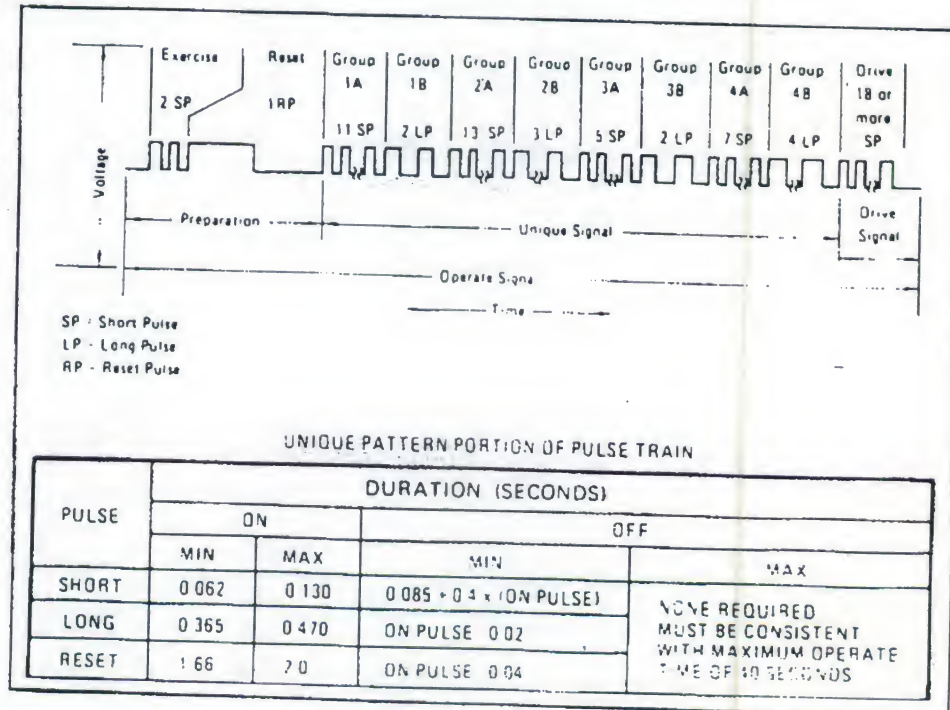 Exercise Reset Group Group Group Group Group Group Group Group Drive
1A 1B 2A 2B 3A 3B 4A 4B 18 or
more
2 SP 1 RP 11 SP 2 LP 13 SP 3 LP 5 SP 2 LP 7 SP 4 LP SP
Voltage
Preparation Unique Signal Drive
Signal
Operate Signa
Time
SP - Short Pulse
LP - Long Pulse
RP - Reset Pulse
UNIQUE PATTERN PORTION OF PULSE TRAIN
DURATION (SECONDS)
PULSE ON OFF
MIN MAX MIN MAX
SHORT 0.062 0.130 0.085 + 0.4 x (ON PULSE) NONE REQUIRED
LONG 0.365 0.470 ON PULSE 0.02 MUST BE CONSISTENT
WITH MAXIMUM OPERATE
RESET 1.66 2.0 ON PULSE 0.04 TIME OF SECONDS